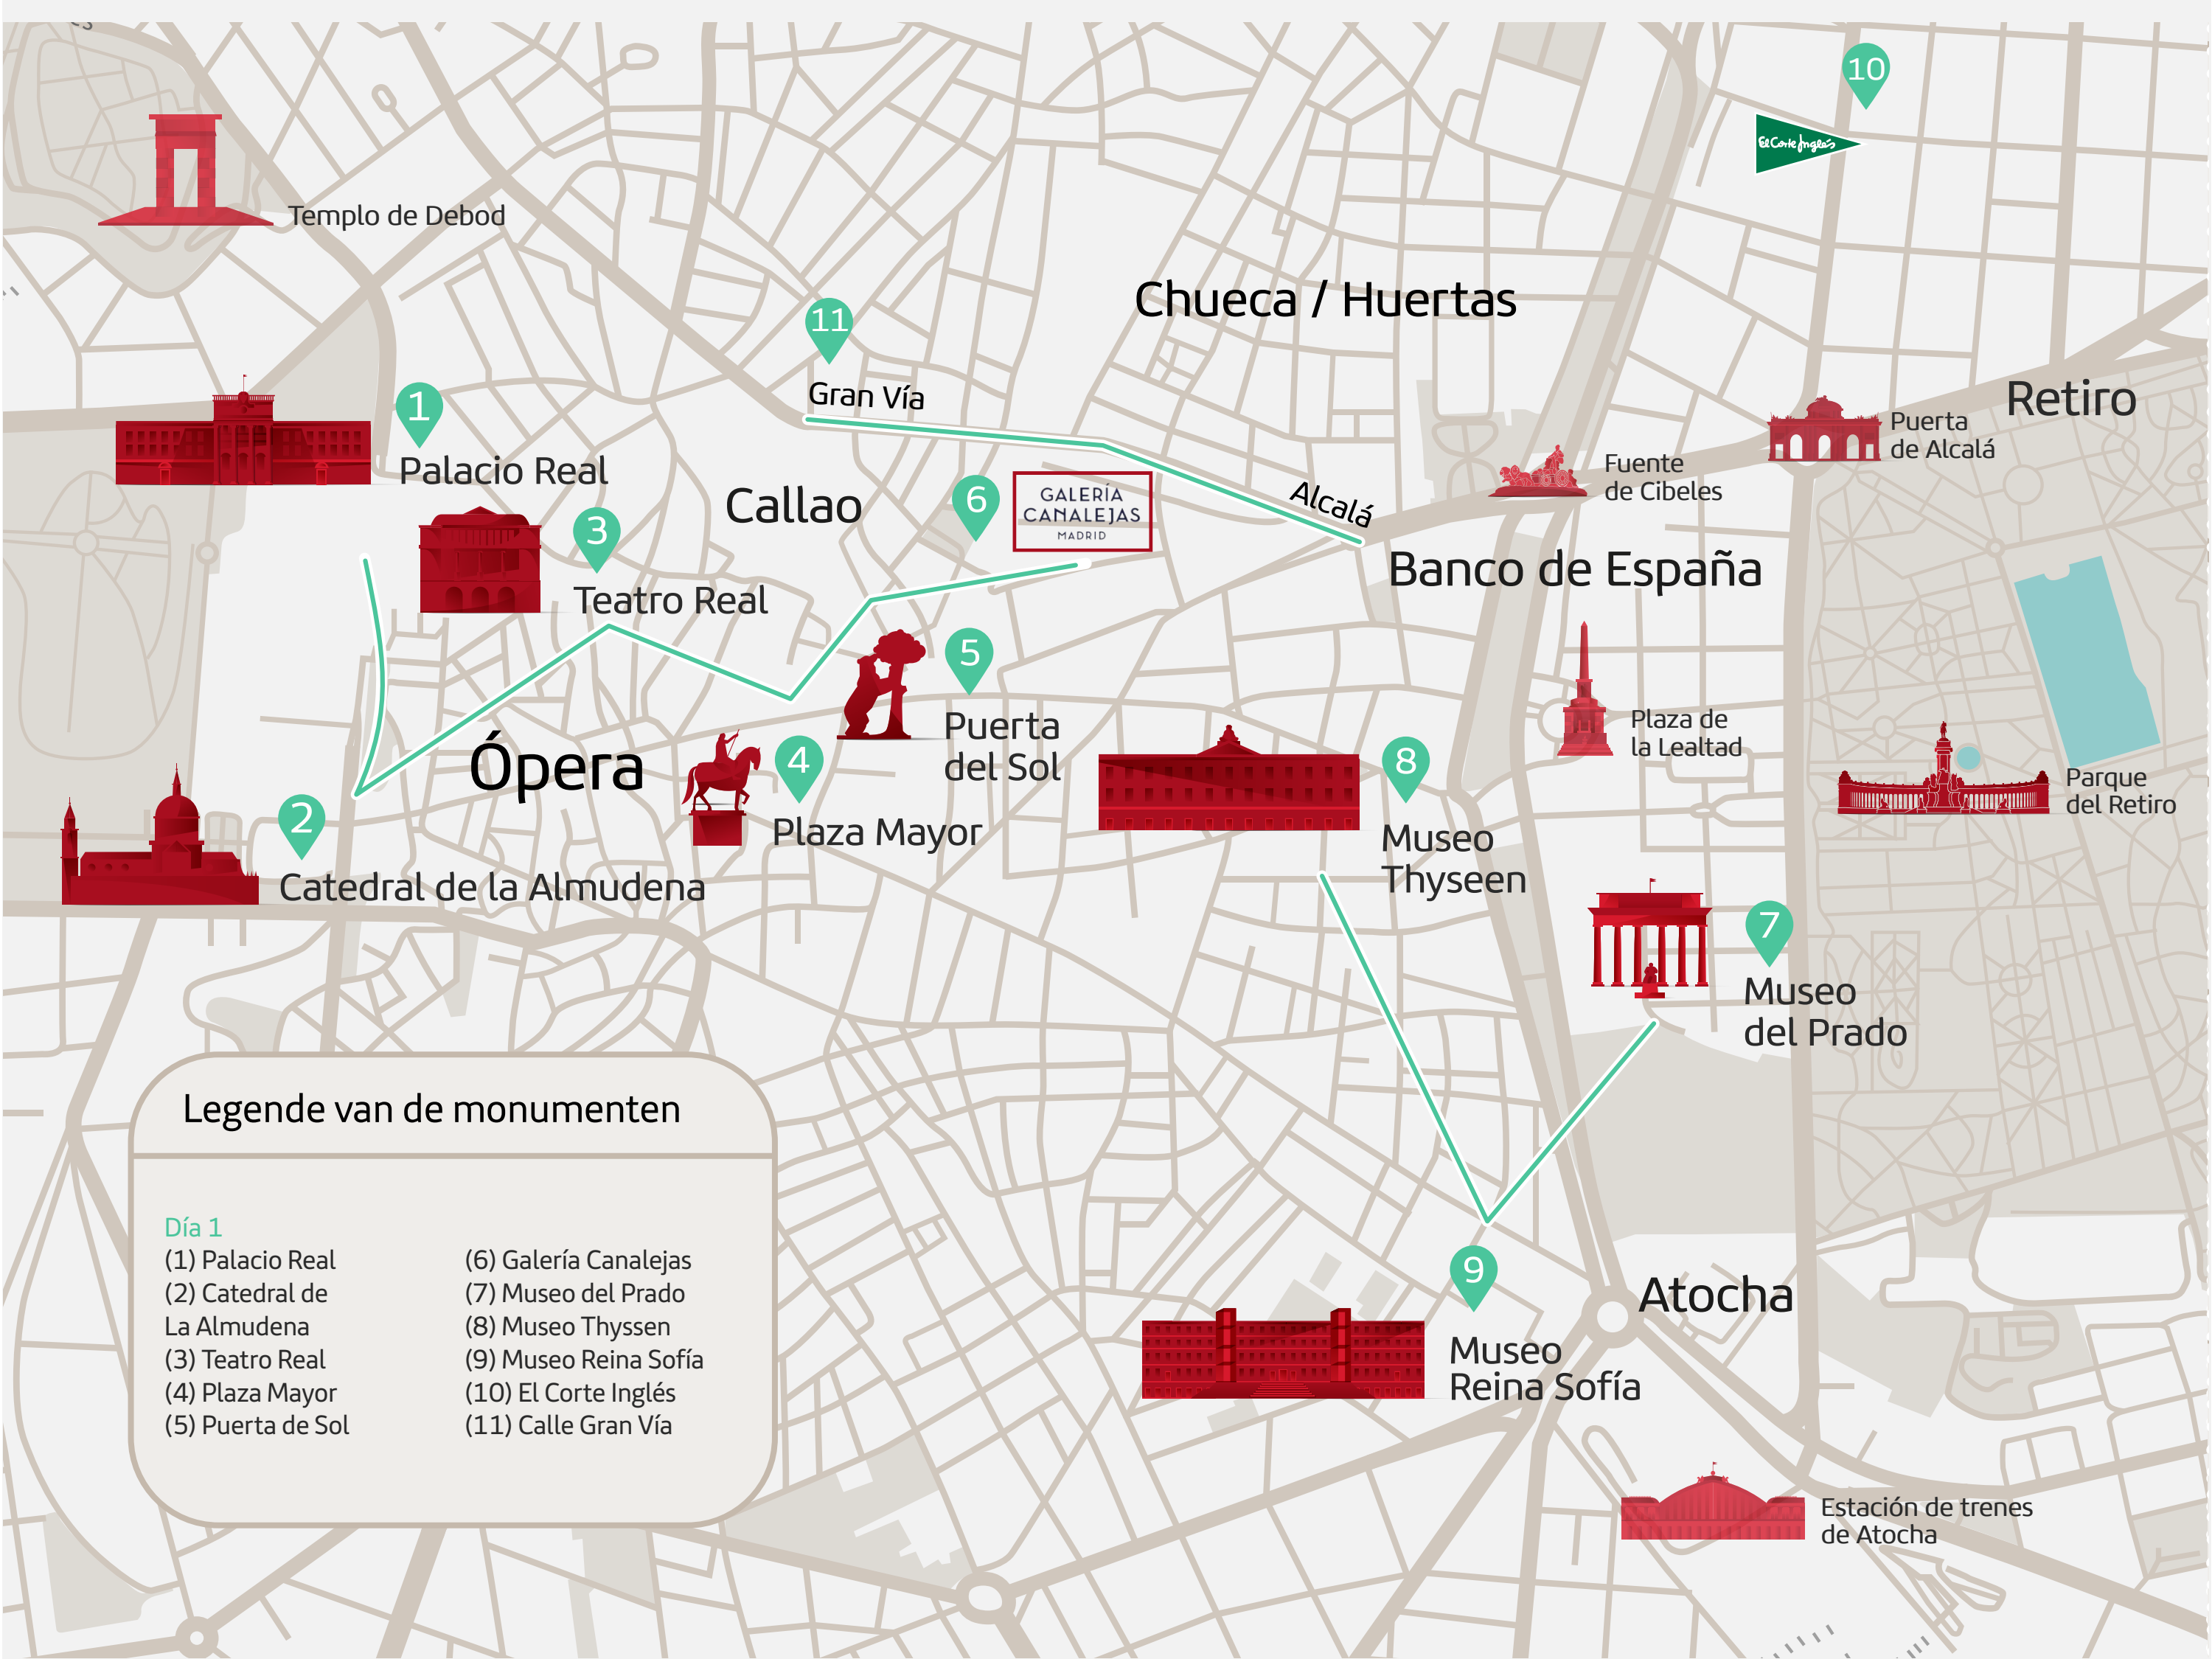 10
El Corte Inglés
Templo de Debod
Chueca / Huertas
11
Gran Vía
Retiro
Puerta
de Alcalá
1
Palacio Real
Fuente
de Cibeles
Callao
6
GALERÍA
CANALEJAS
MADRID
Alcalá
3
Teatro Real
Banco de España
5
Puerta
del Sol
Plaza de
la Lealtad
Ópera
4
Plaza Mayor
8
Museo
Thyseen
Parque
del Retiro
2
Catedral de la Almudena
7
Museo
del Prado
Legende van de monumenten
Día 1
(1) Palacio Real
(2) Catedral de
La Almudena
(3) Teatro Real
(4) Plaza Mayor
(5) Puerta de Sol
(6) Galería Canalejas
(7) Museo del Prado
(8) Museo Thyssen
(9) Museo Reina Sofía
(10) El Corte Inglés
(11) Calle Gran Vía
9
Museo
Reina Sofía
Atocha
Estación de trenes
de Atocha